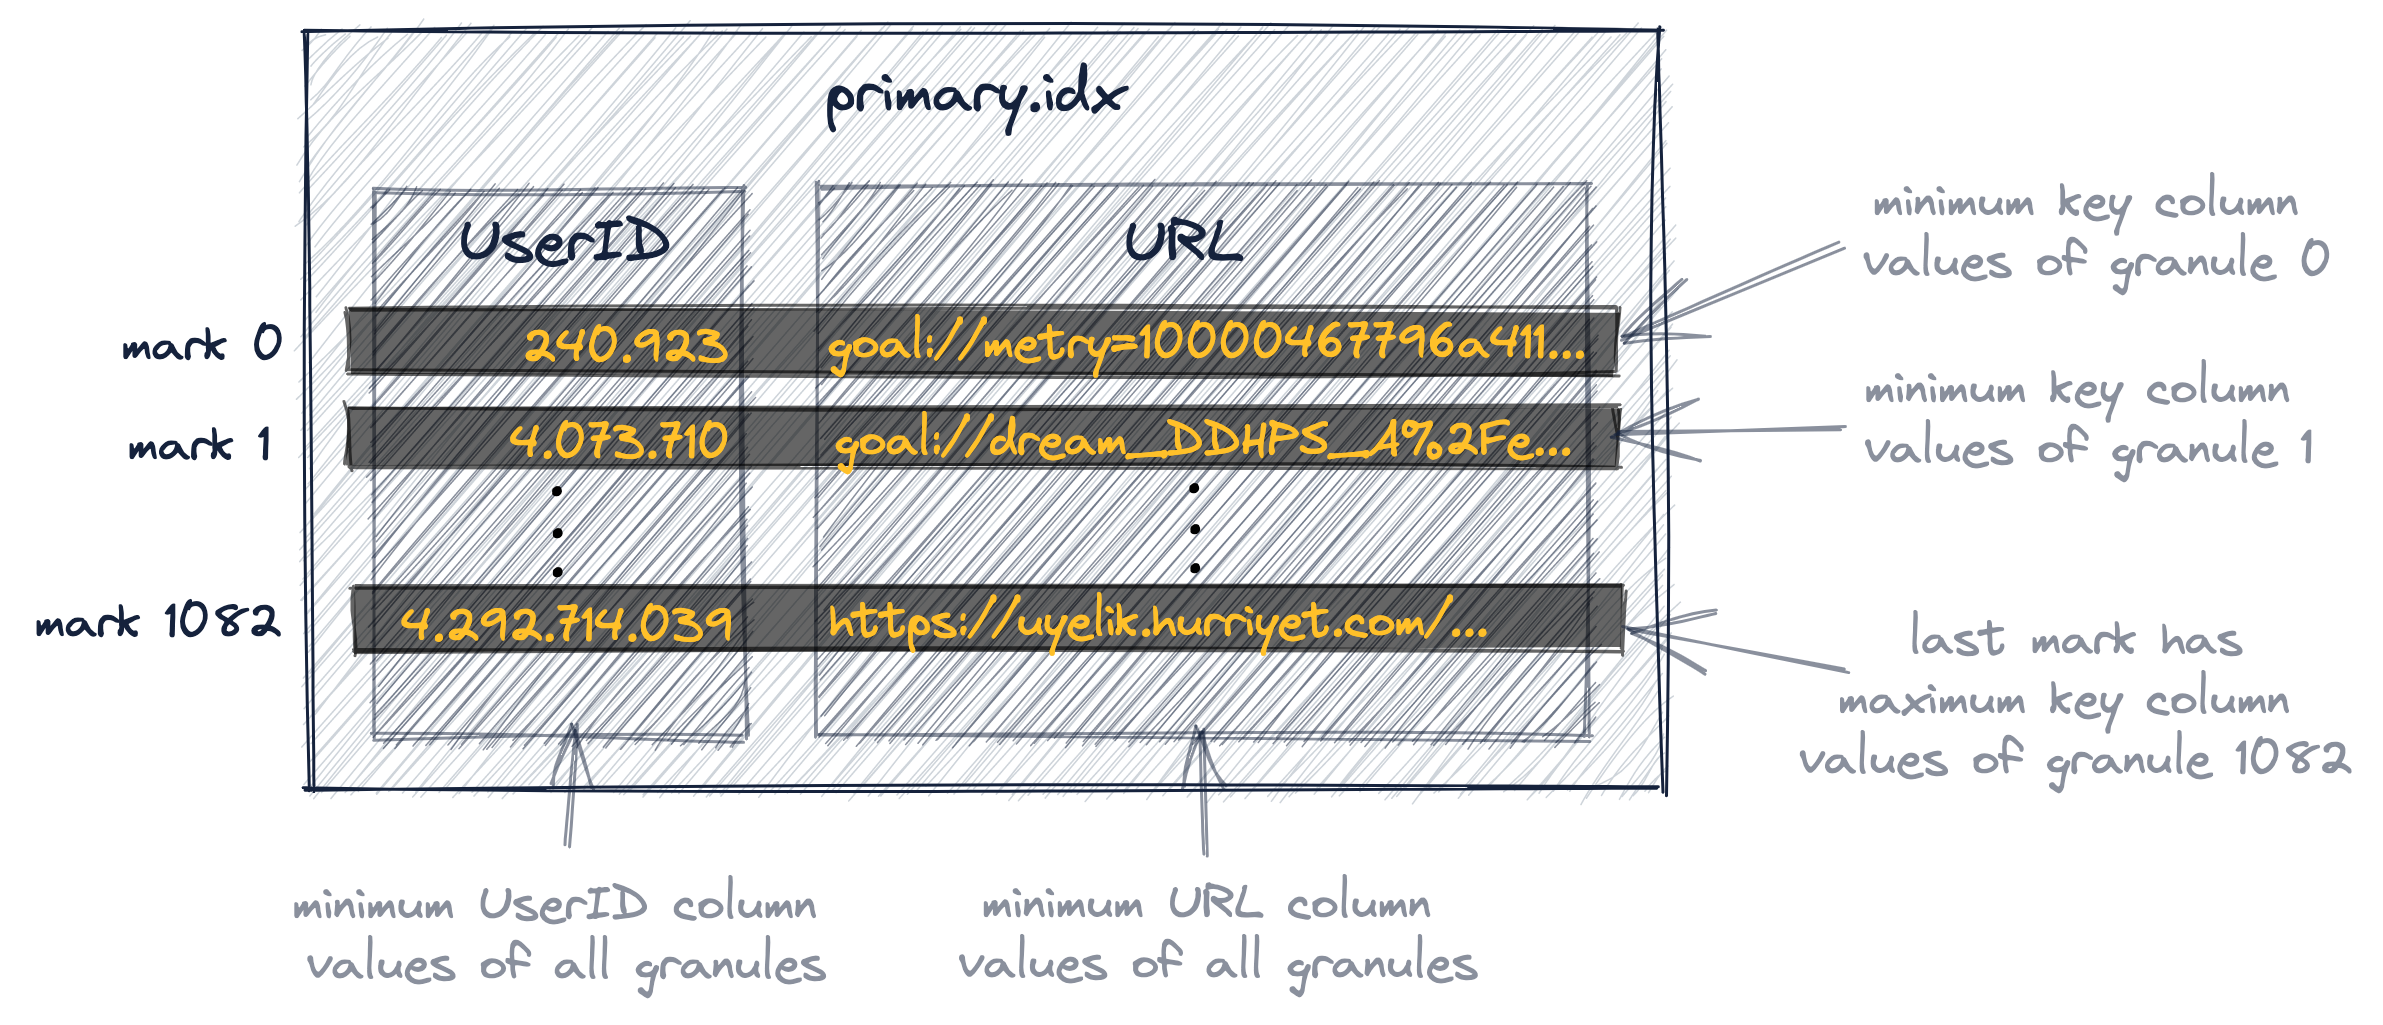 primary.idx
UserID URL
mark 0 240.923 goal://metry=10000467796a411...
mark 1 4.073.710 goal://dream_DDHPS_A%2Fe...
mark 1082 4.292.714.039 https://uyelik.hurriyet.com/...
minimum key column
values of granule 0
minimum key column
values of granule 1
last mark has
maximum key column
values of granule 1082
minimum UserID column
values of all granules
minimum URL column
values of all granules